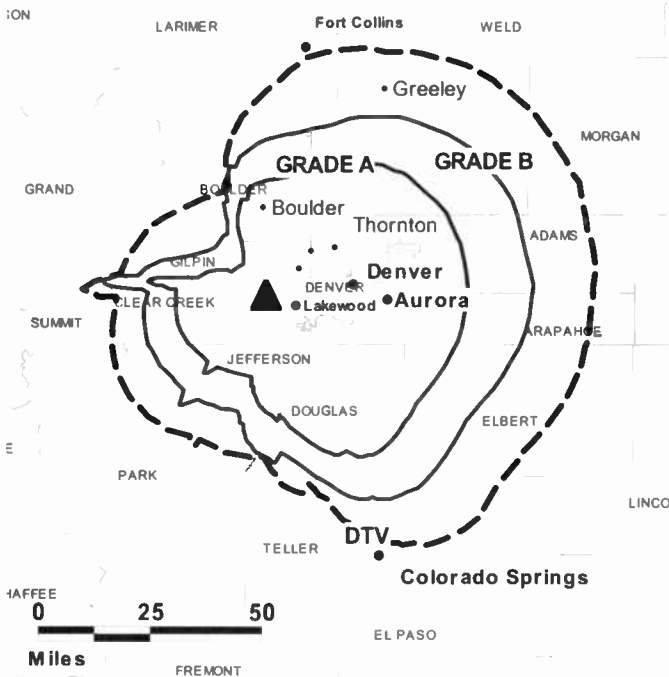 LARIMER
Fort Collins
WELD
Greeley
MORGAN
GRADE A
GRADE B
GRAND
BOULDER
Boulder
Thornton
ADAMS
GILPIN
Denver
DENVER
CLEAR CREEK
Lakewood
Aurora
SUMMIT
ARAPAHOE
JEFFERSON
DOUGLAS
ELBERT
PARK
LINCO
DTV
TELLER
Colorado Springs
HAFFEE
0 25 50
EL PASO
Miles
FREMONT